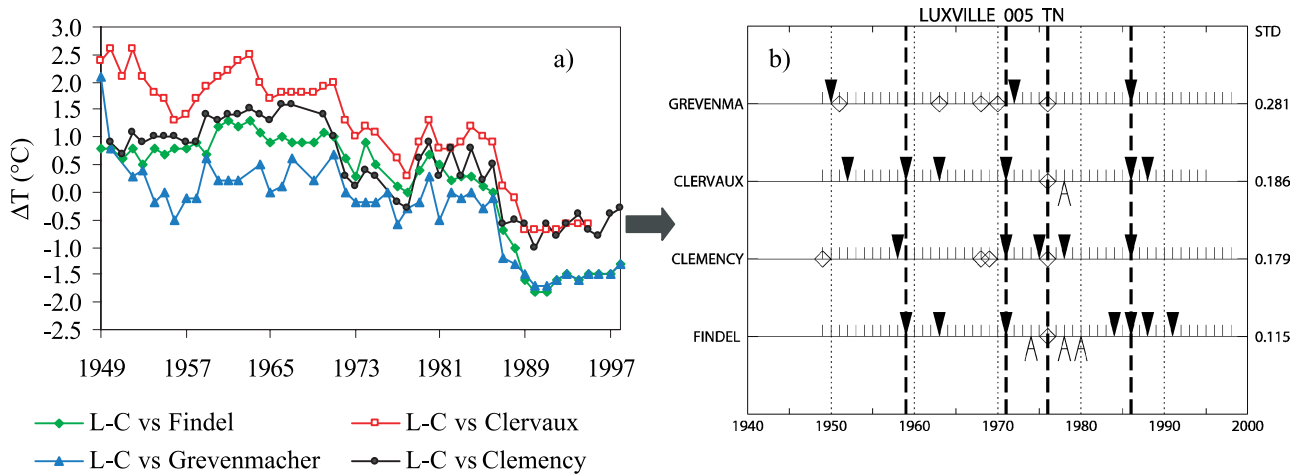 a)
ΔT (°C)
3.0
2.5
2.0
1.5
1.0
0.5
0.0
-0.5
-1.0
-1.5
-2.0
-2.5
1949 1957 1965 1973 1981 1989 1997
L-C vs Findel
L-C vs Clervaux
L-C vs Grevenmacher
L-C vs Clemency
LUXVILLE 005 TN
STD
b)
GREVENMA 0.281
CLERVAUX 0.186
A
CLEMENCY 0.179
FINDEL 0.115
A A A
1940 1950 1960 1970 1980 1990 2000